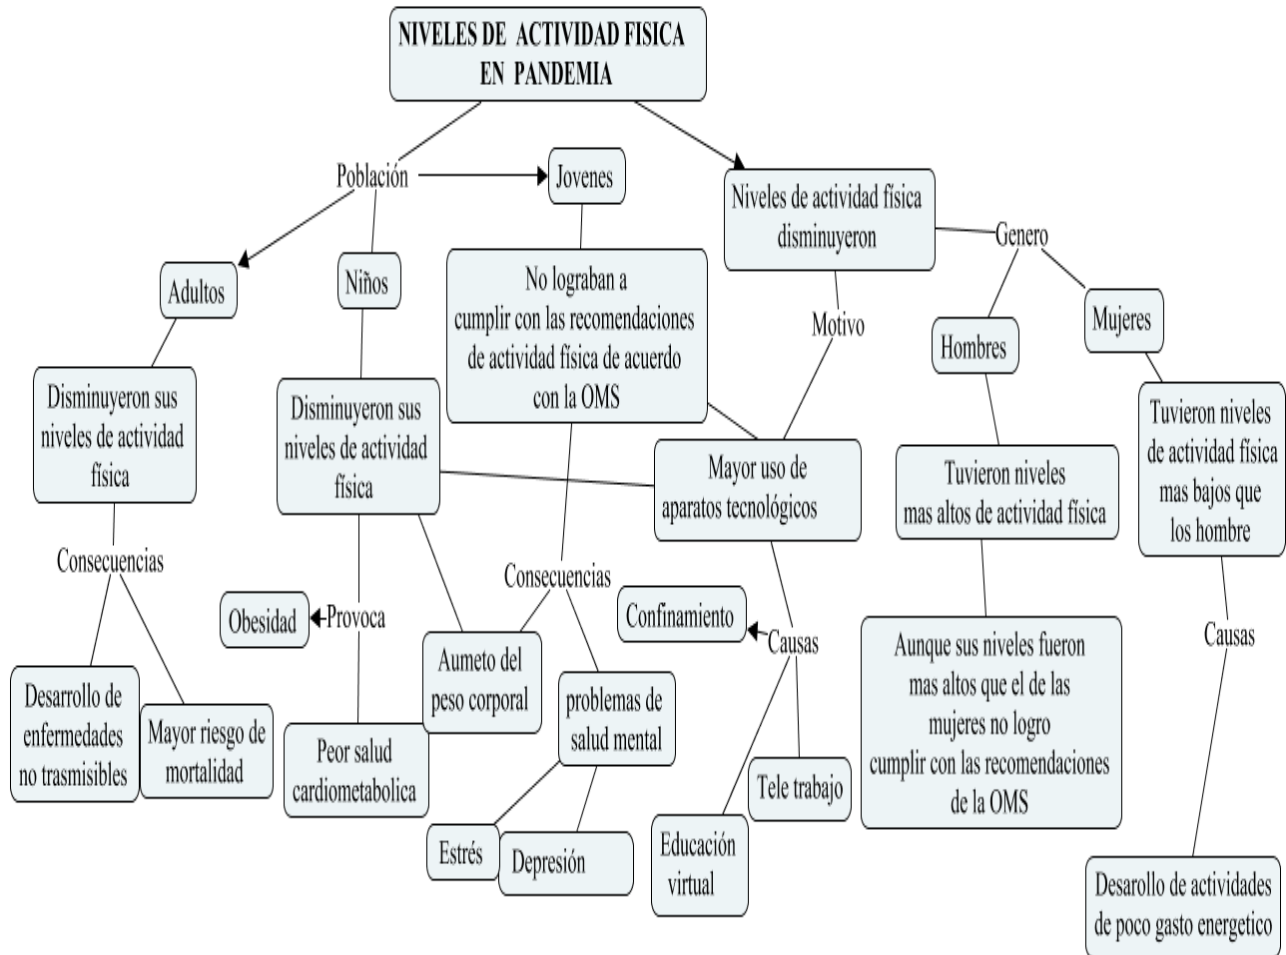 NIVELES DE ACTIVIDAD FISICA
EN PANDEMIA
Población
Jovenes
Niveles de actividad física
disminuyeron
Genero
Adultos
Niños
No lograban a
cumplir con las recomendaciones
de actividad física de acuerdo
con la OMS
Motivo
Hombres
Mujeres
Disminuyeron sus
niveles de actividad
física
Disminuyeron sus
niveles de actividad
física
Mayor uso de
aparatos tecnológicos
Tuvieron niveles
mas altos de actividad física
Tuvieron niveles
de actividad física
mas bajos que
los hombre
Consecuencias
Obesidad
Provoca
Consecuencias
Confinamiento
Causas
Aunque sus niveles fueron
mas altos que el de las
mujeres no logro
cumplir con las recomendaciones
de la OMS
Causas
Desarrollo de
enfermedades
no trasmisibles
Mayor riesgo de
mortalidad
Peor salud
cardiometabolica
Aumeto del
peso corporal
problemas de
salud mental
Tele trabajo
Estrés
Depresión
Educación
virtual
Desarollo de actividades
de poco gasto energetico